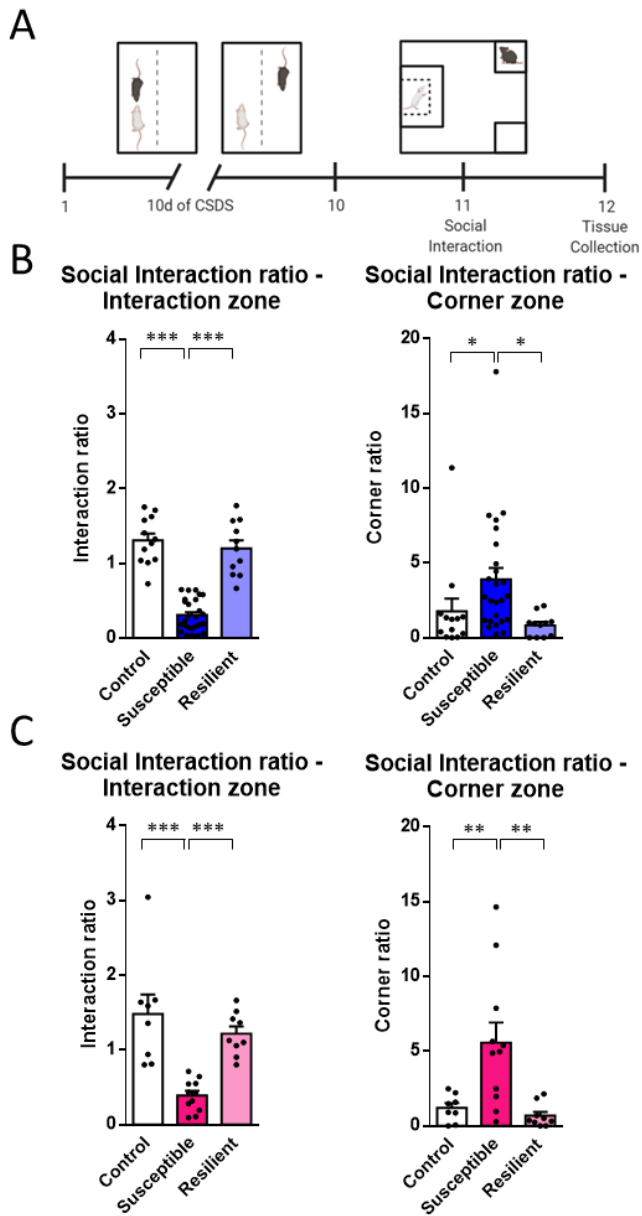 A
1
10d of CSDS
10
11
12
Social
Interaction
Tissue
Collection
B
Social Interaction ratio -
Interaction zone
Interaction ratio
4
3
2
1
0
***
***
Control
Susceptible
Resilient
Social Interaction ratio -
Corner zone
Corner ratio
20
15
10
5
0
*
*
Control
Susceptible
Resilient
C
Social Interaction ratio -
Interaction zone
Interaction ratio
4
3
2
1
0
***
***
Control
Susceptible
Resilient
Social Interaction ratio -
Corner zone
Corner ratio
20
15
10
5
0
**
**
Control
Susceptible
Resilient